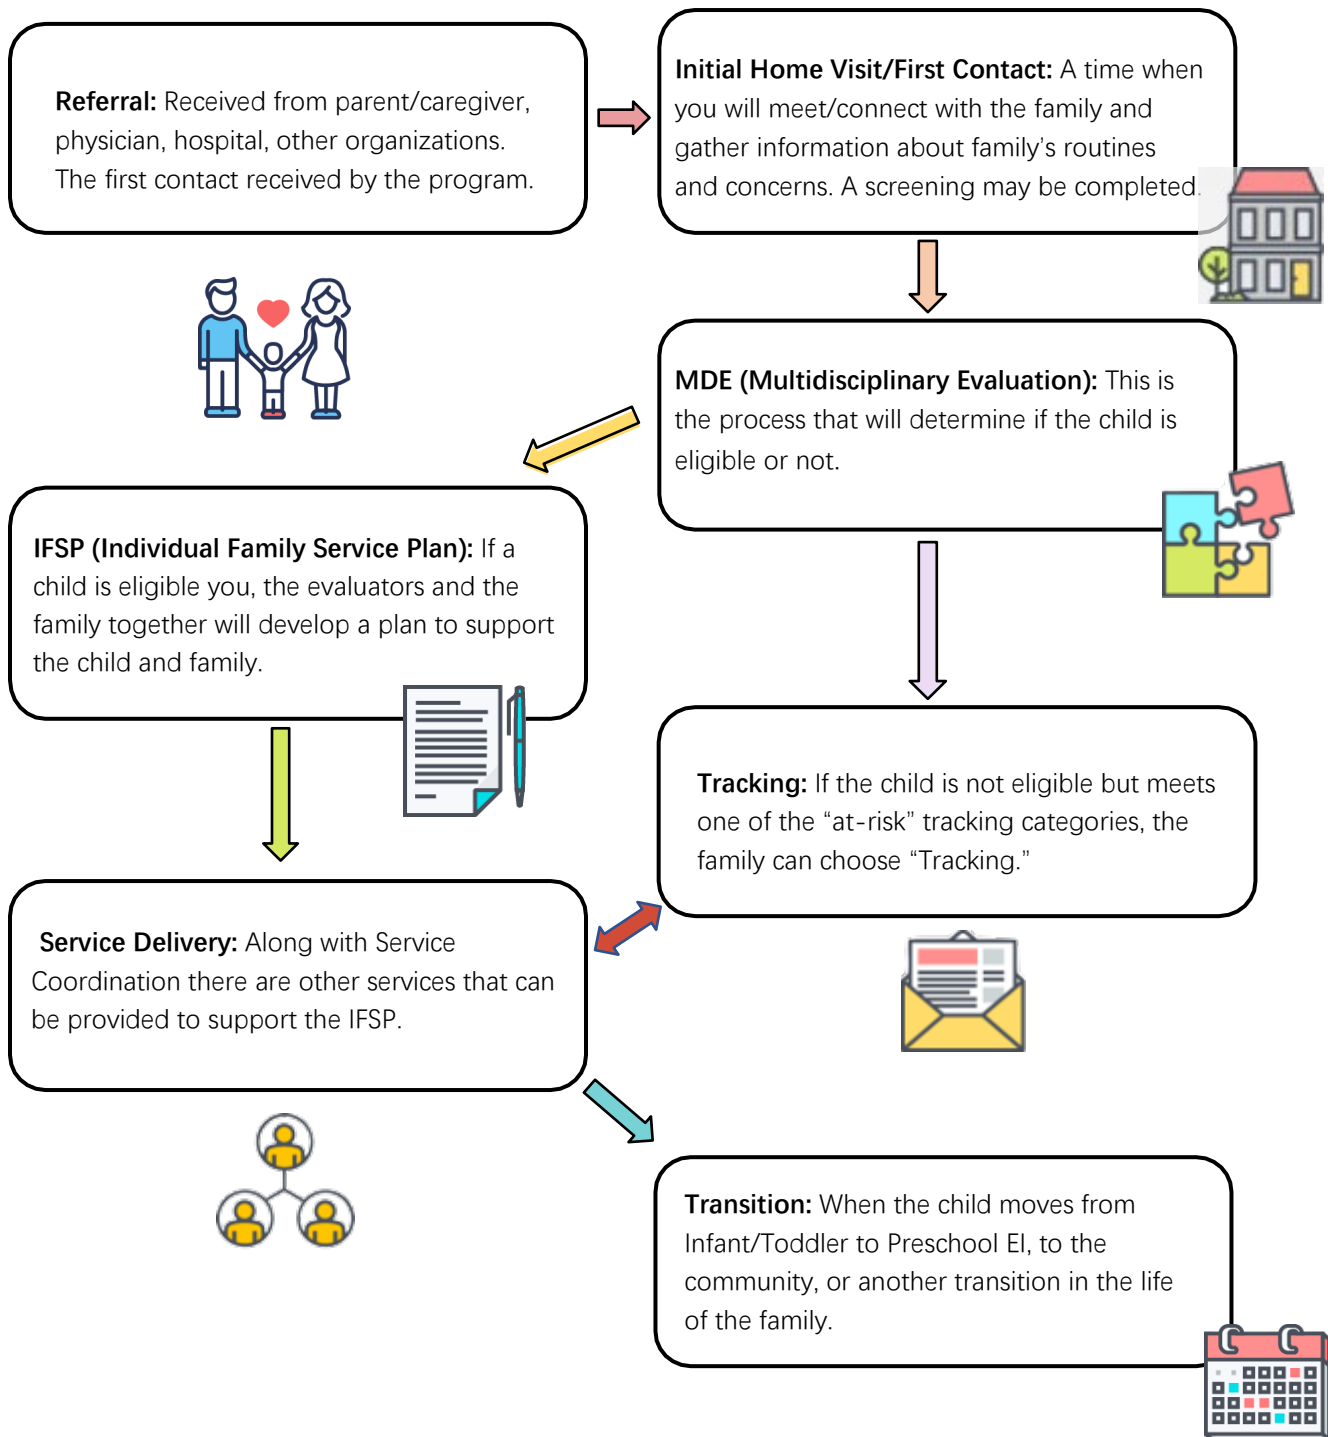 Referral: Received from parent/caregiver,
physician, hospital, other organizations.
The first contact received by the program.
Initial Home Visit/First Contact: A time when
you will meet/connect with the family and
gather information about family’s routines
and concerns. A screening may be completed.
MDE (Multidisciplinary Evaluation): This is
the process that will determine if the child is
eligible or not.
IFSP (Individual Family Service Plan): If a
child is eligible you, the evaluators and the
family together will develop a plan to support
the child and family.
Tracking: If the child is not eligible but meets
one of the “at-risk” tracking categories, the
family can choose “Tracking.”
Service Delivery: Along with Service
Coordination there are other services that can
be provided to support the IFSP.
Transition: When the child moves from
Infant/Toddler to Preschool EI, to the
community, or another transition in the life
of the family.